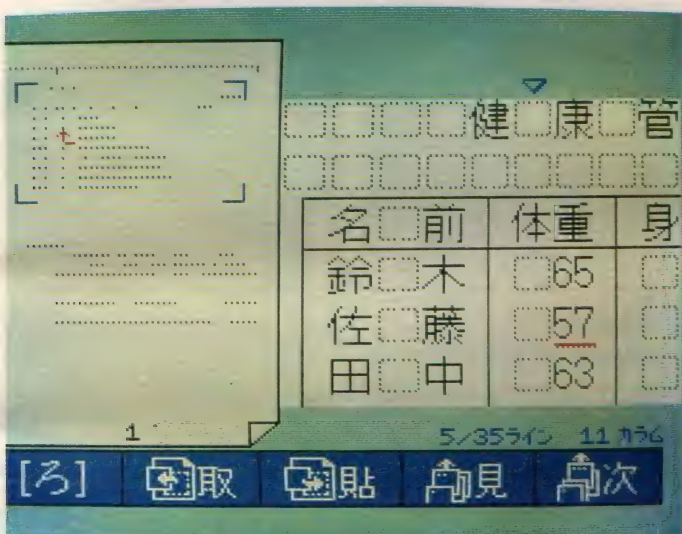 健 康 管
名 前 体重 身
鈴 木 65
佐 藤 57
田 中 63
1
5/35ライン 11 カラム
[ろ] 取 貼 見 次